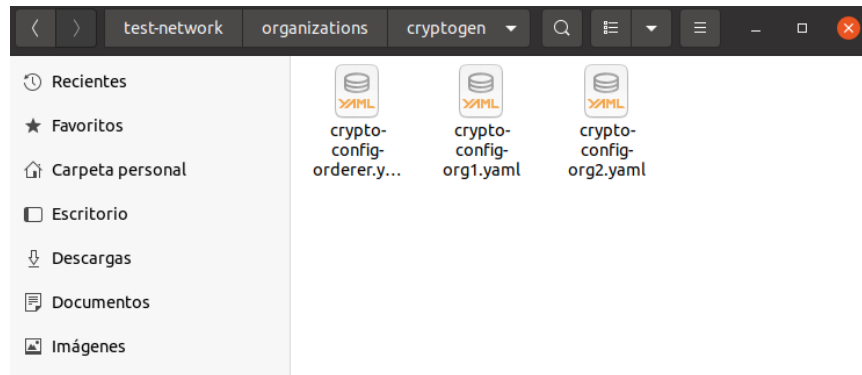 test-network organizations cryptogen
Recientes
Favoritos
Carpeta personal
Escritorio
Descargas
Documentos
Imágenes
YAML YAML YAML
crypto- crypto- crypto-
config- config- config-
orderer.y... org1.yaml org2.yaml